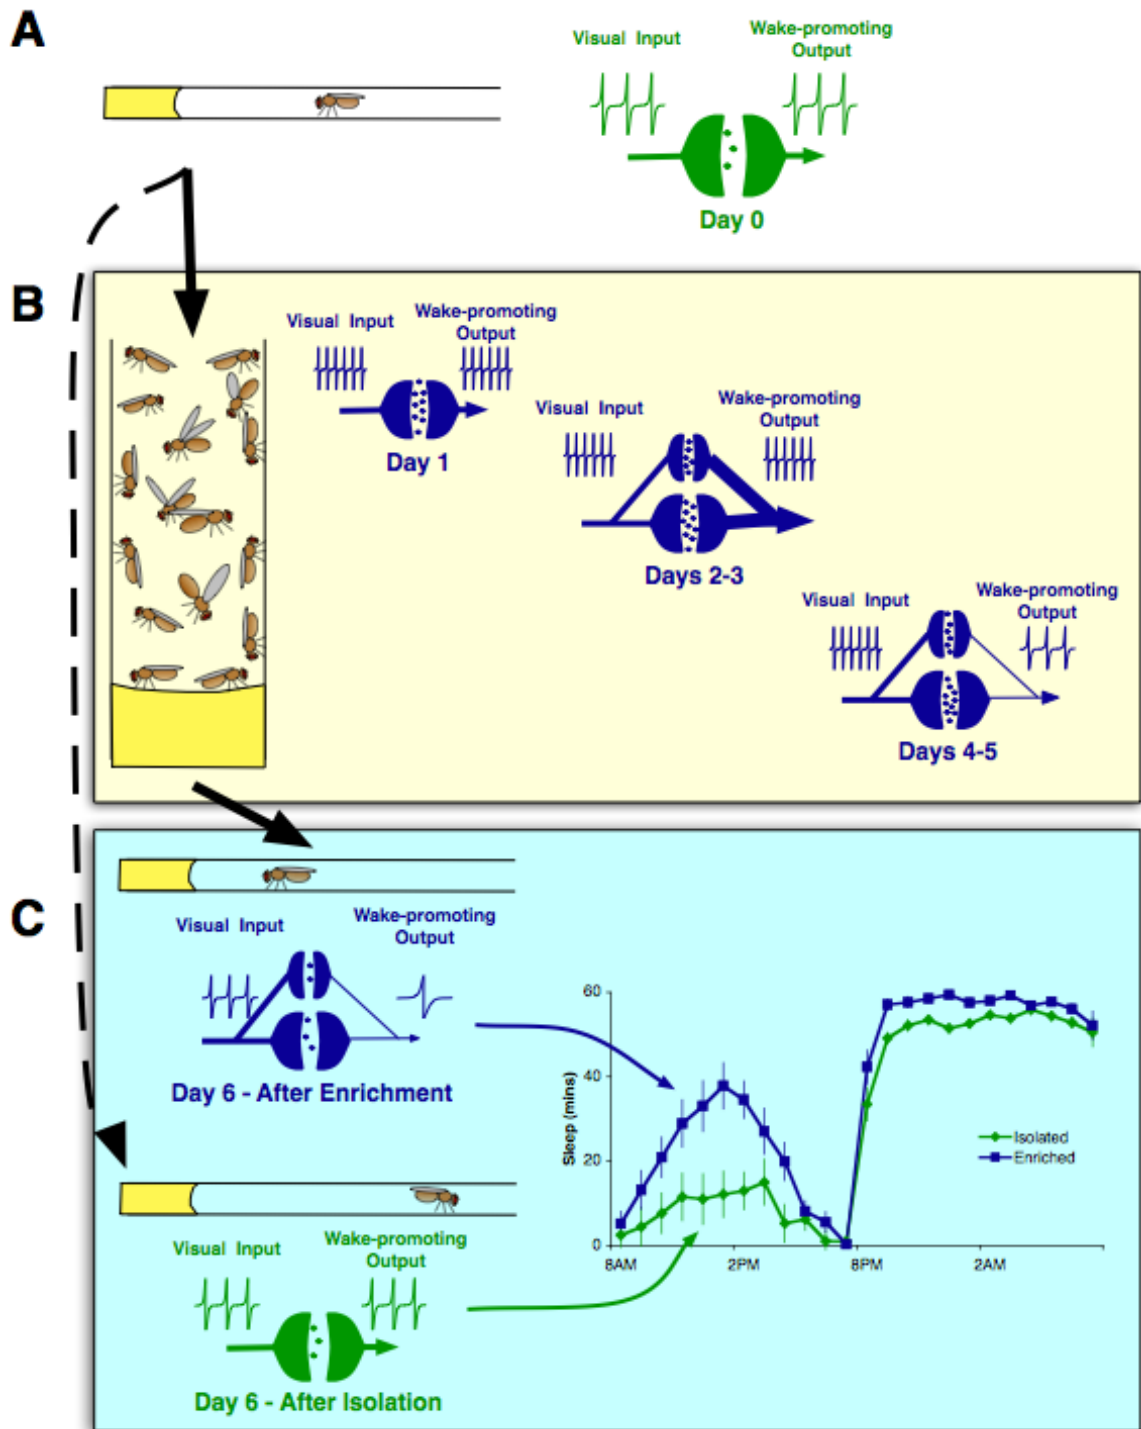 A
Visual Input
Wake-promoting
Output
Day 0
B
Visual Input
Wake-promoting
Output
Day 1
Visual Input
Wake-promoting
Output
Days 2-3
Visual Input
Wake-promoting
Output
Days 4-5
C
Visual Input
Wake-promoting
Output
Day 6 - After Enrichment
Visual Input
Wake-promoting
Output
Day 6 - After Isolation
60
40
20
0
Sleep (mins)
8AM
2PM
8PM
2AM
Isolated
Enriched